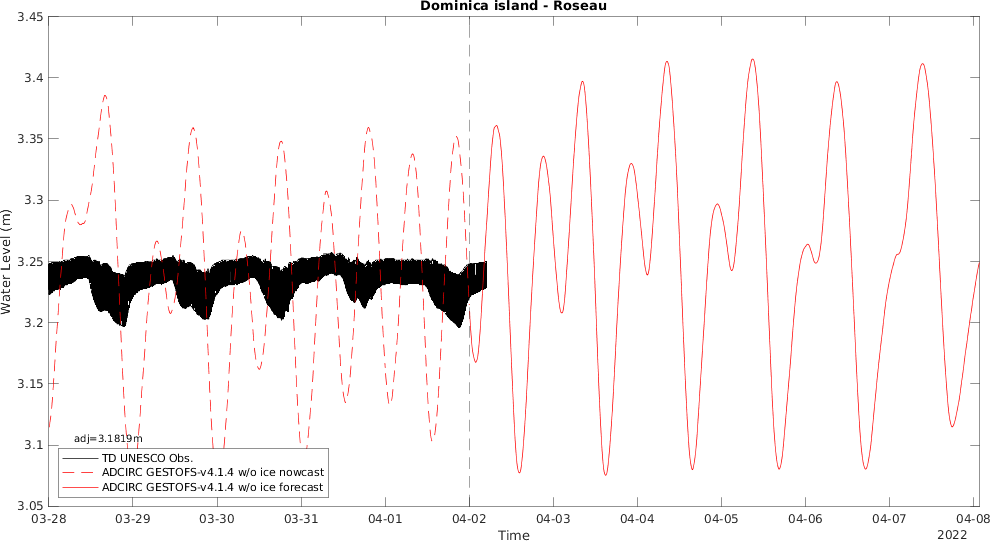 Dominica island - Roseau
3.45
3.4
3.35
3.3
3.25
3.2
3.15
3.1
3.05
Water Level (m)
adj=3.1819m
TD UNESCO Obs.
ADCIRC GESTOFS-v4.1.4 w/o ice nowcast
ADCIRC GESTOFS-v4.1.4 w/o ice forecast
03-28 03-29 03-30 03-31 04-01 04-02 04-03 04-04 04-05 04-06 04-07 04-08
Time
2022